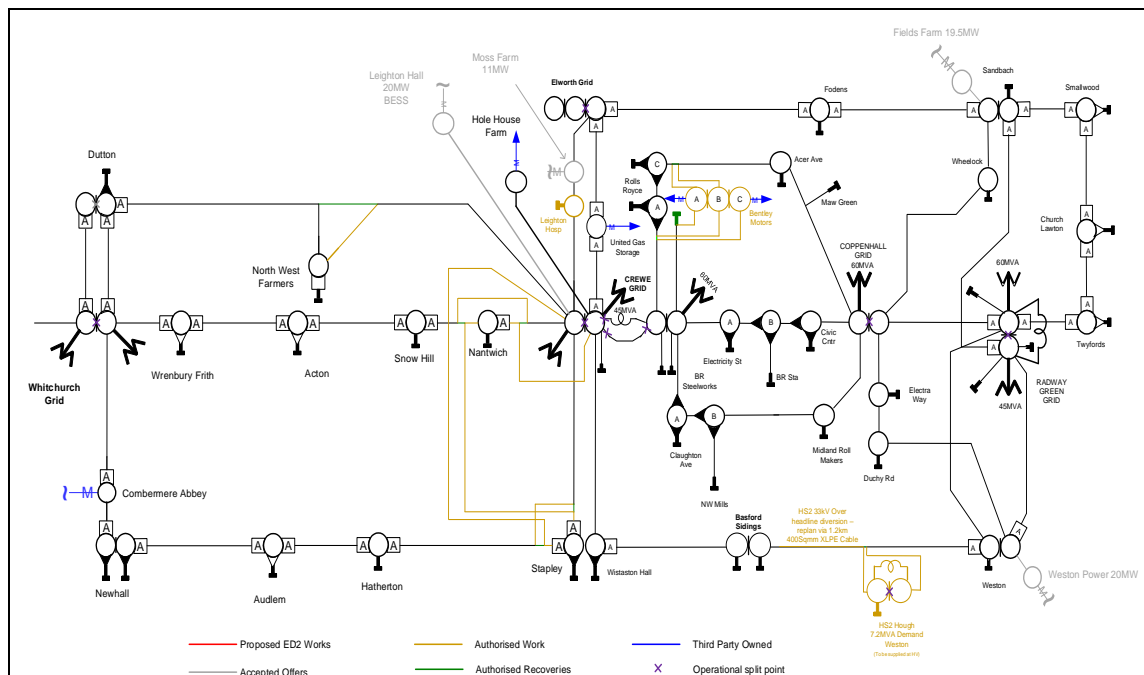 Fields Farm 19.5MW
Moss Farm
11MW
Sandbach
Leighton Hall
20MW
BESS
Elworth Grid
Fodens
Smallwood
Hole House
Farm
Dutton
Acer Ave
Rolls
Royce
Wheelock
Maw Green
Leighton
Hosp
Bentley
Motors
United Gas
Storage
Church
Lawton
COPPENHALL
GRID
60MVA
60MVA
North West
Farmers
CREWE
GRID
45MVA
60MVA
Whitchurch
Grid
Wrenbury Frith
Acton
Snow Hill
Nantwich
Electricity St
BR Sta
Civic
Cntr
Twyfords
BR
Steelworks
RADWAY
GREEN
GRID
45MVA
Electra
Way
Claughton
Ave
Midland Roll
Makers
Duchy Rd
NW Mills
Combermere Abbey
Basford
Sidings
HS2 33kV Over
headline diversion –
replan via 1.2km
400Sqmm XLPE Cable
Newhall
Audlem
Hatherton
Stapley
Wistaston Hall
Weston
Weston Power 20MW
HS2 Hough
7.2MVA Demand
Weston
(To be supplied at HV)
Proposed ED2 Works
Authorised Work
Third Party Owned
Accepted Offers
Authorised Recoveries
Operational split point